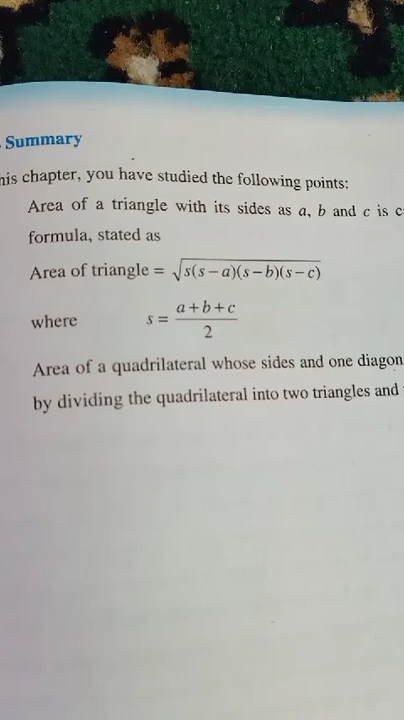 Summary
his chapter, you have studied the following points:
Area of a triangle with its sides as a, b and c is
formula, stated as
Area of triangle = √s(s−a)(s−b)(s−c)
where s = a+b+c / 2
Area of a quadrilateral whose sides and one diagon
by dividing the quadrilateral into two triangles and